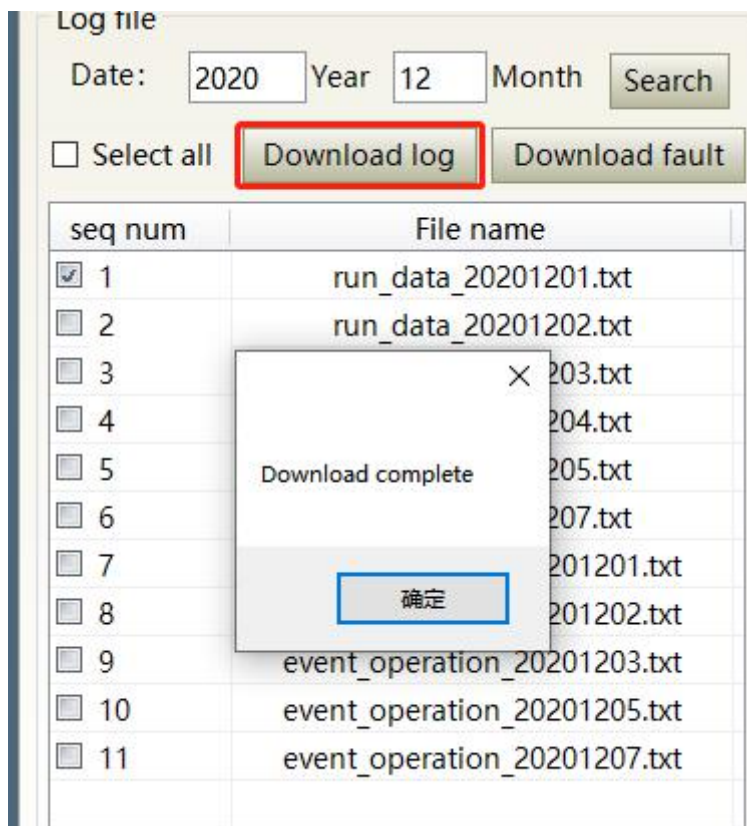 Log file
Date: 2020 Year 12 Month Search
Select all Download log Download fault
seq num File name
1 run_data_20201201.txt
2 run_data_20201202.txt
3 203.txt
4 204.txt
5 205.txt
6 207.txt
7 201201.txt
8 201202.txt
9 event_operation_20201203.txt
10 event_operation_20201205.txt
11 event_operation_20201207.txt
Download complete
确定